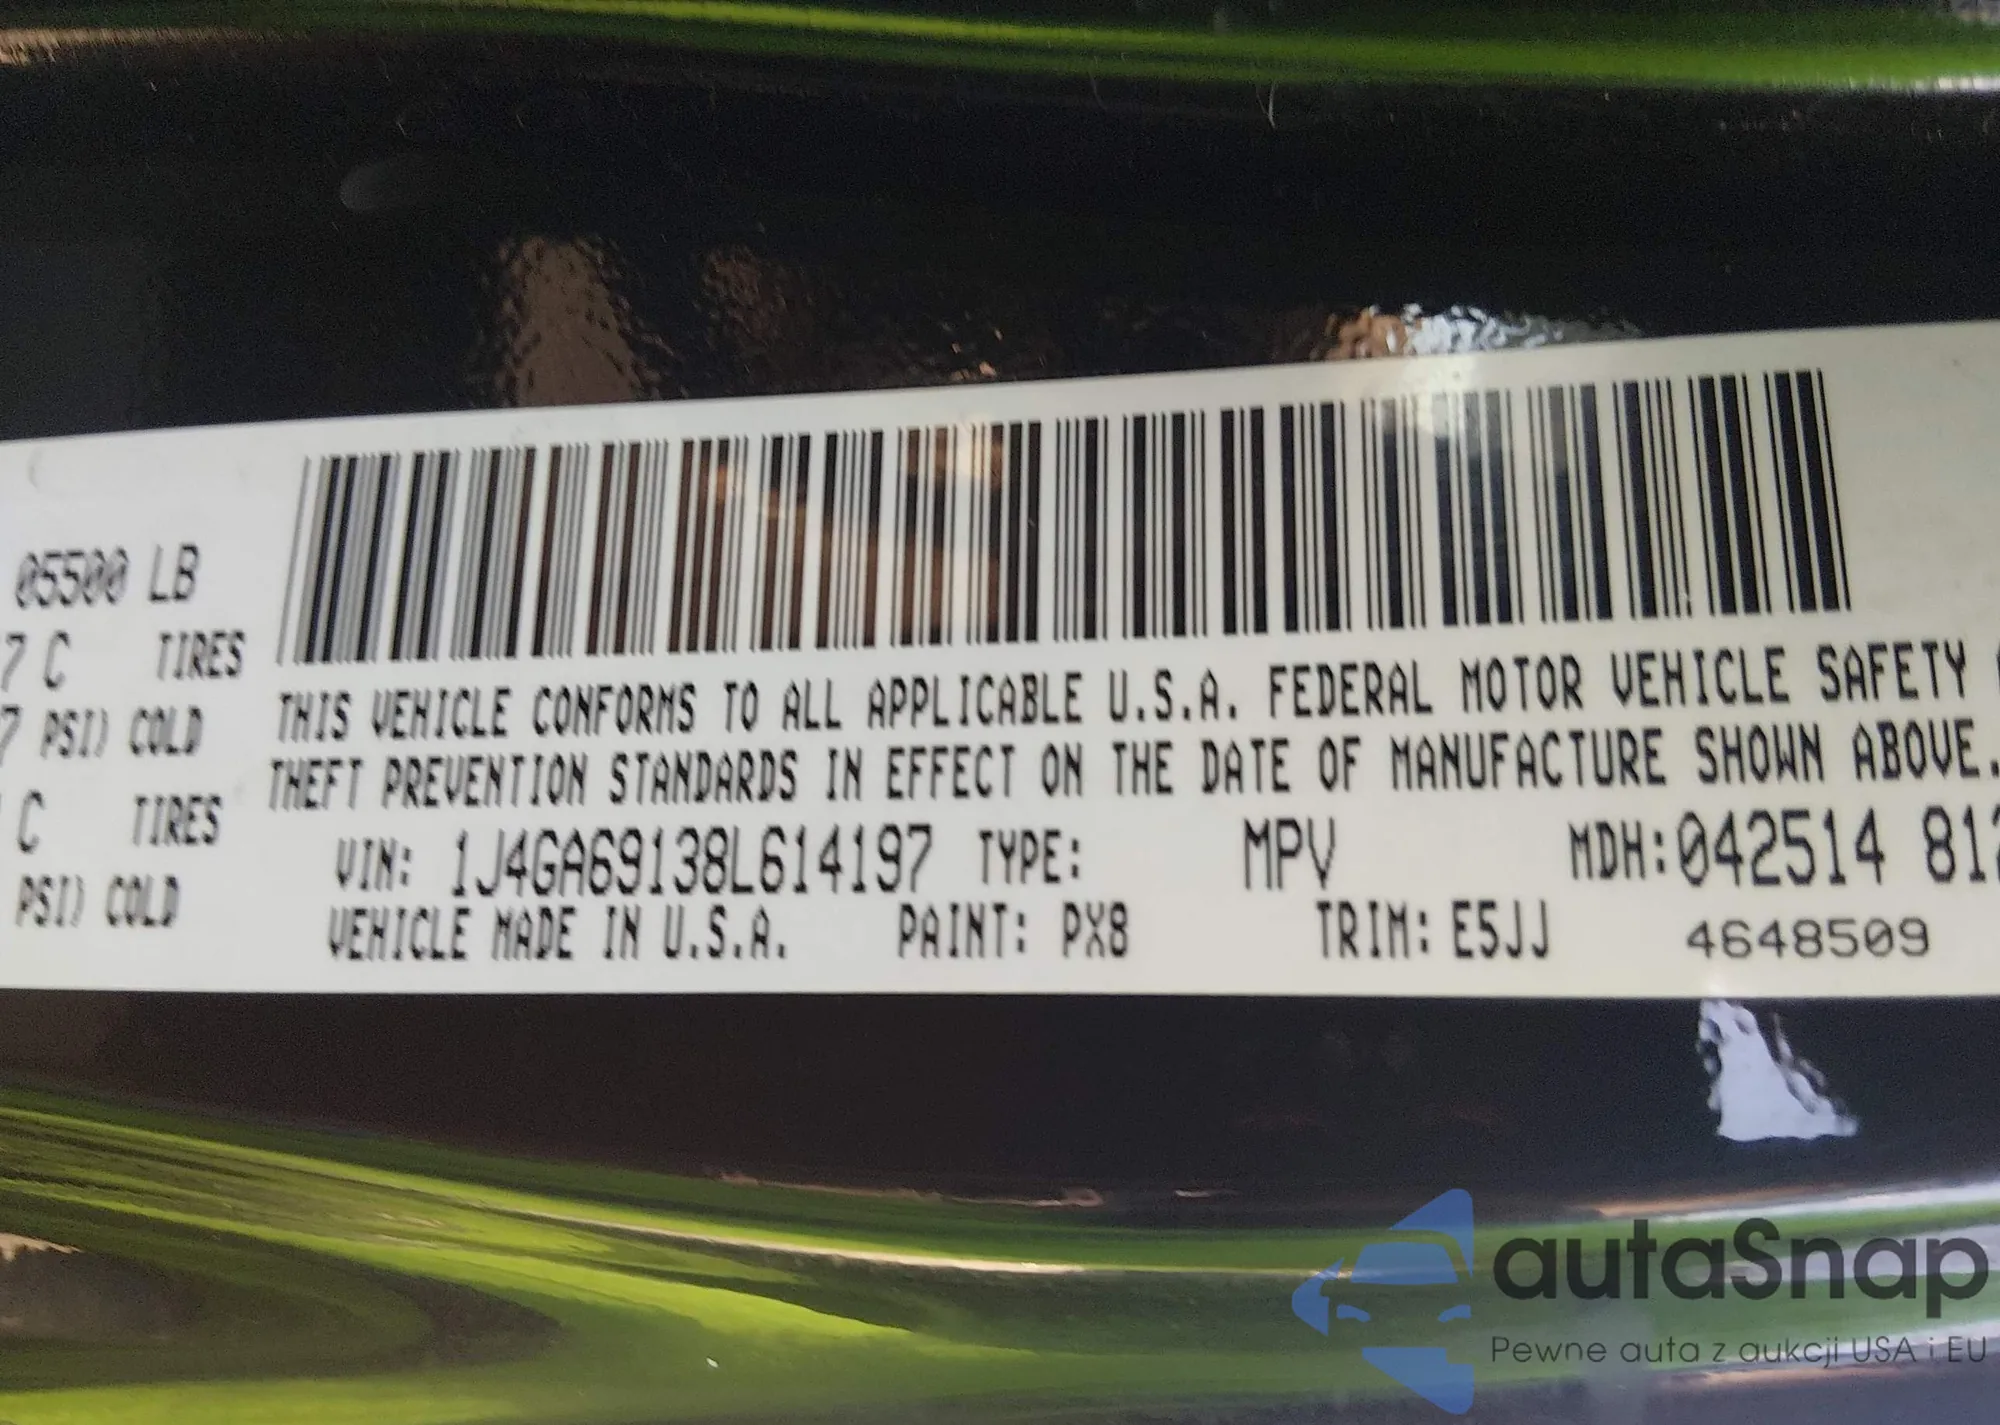 05500 LB
7 C TIRES
7 PSI) COLD
C TIRES
PSI) COLD
THIS VEHICLE CONFORMS TO ALL APPLICABLE U.S.A. FEDERAL MOTOR VEHICLE SAFETY
THEFT PREVENTION STANDARDS IN EFFECT ON THE DATE OF MANUFACTURE SHOWN ABOVE.
VIN: 1J4GA69138L614197 TYPE: MPV MDH:042514 812
VEHICLE MADE IN U.S.A. PAINT: PX8 TRIM: E5JJ 4648509
autaSnap
Pewne auta z aukcji USA i EU